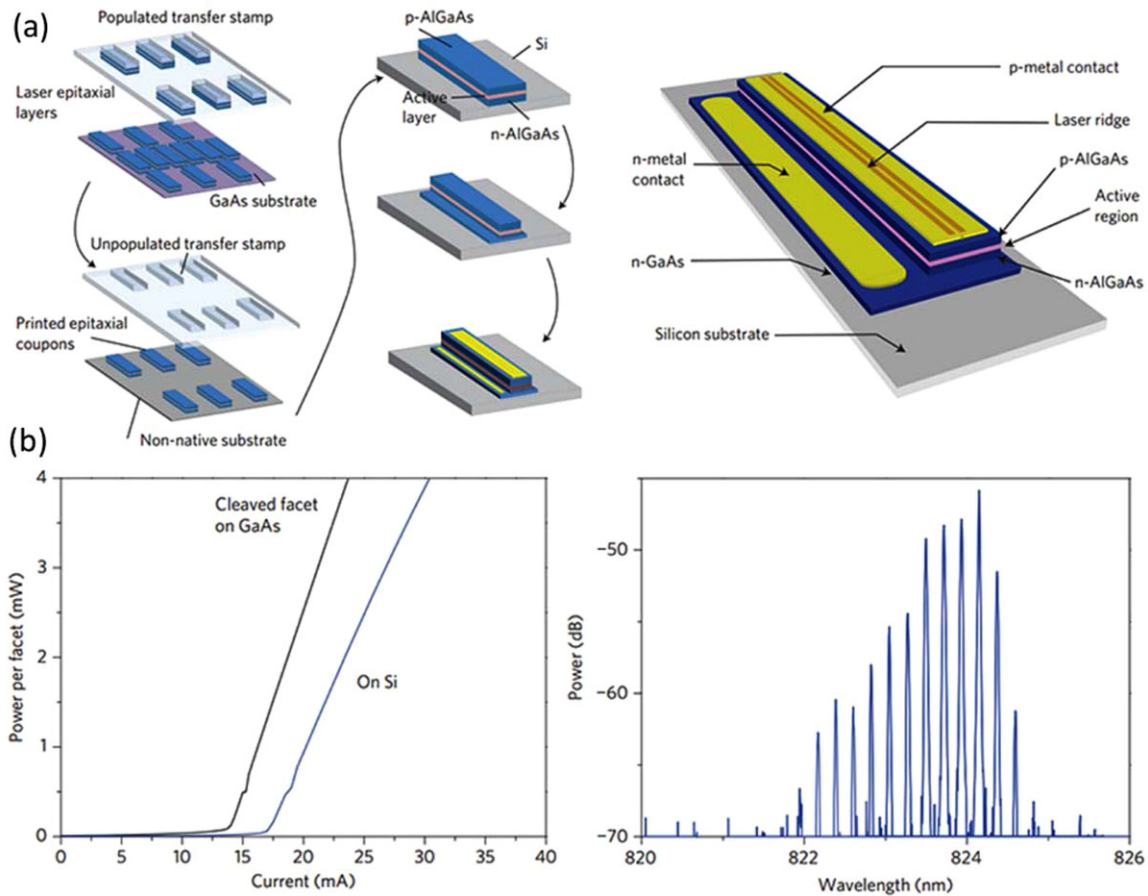 (a)
Populated transfer stamp
Laser epitaxial
layers
GaAs substrate
Unpopulated transfer stamp
Printed epitaxial
coupons
Non-native substrate
p-AlGaAs
Si
Active
layer
n-AlGaAs
p-metal contact
Laser ridge
n-metal
contact
p-AlGaAs
Active
region
n-GaAs
n-AlGaAs
Silicon substrate
(b)
Power per facet (mW)
4
3
2
1
0
Cleaved facet
on GaAs
On Si
0 5 10 15 20 25 30 35 40
Current (mA)
Power (dB)
−50
−60
−70
820 822 824 826
Wavelength (nm)